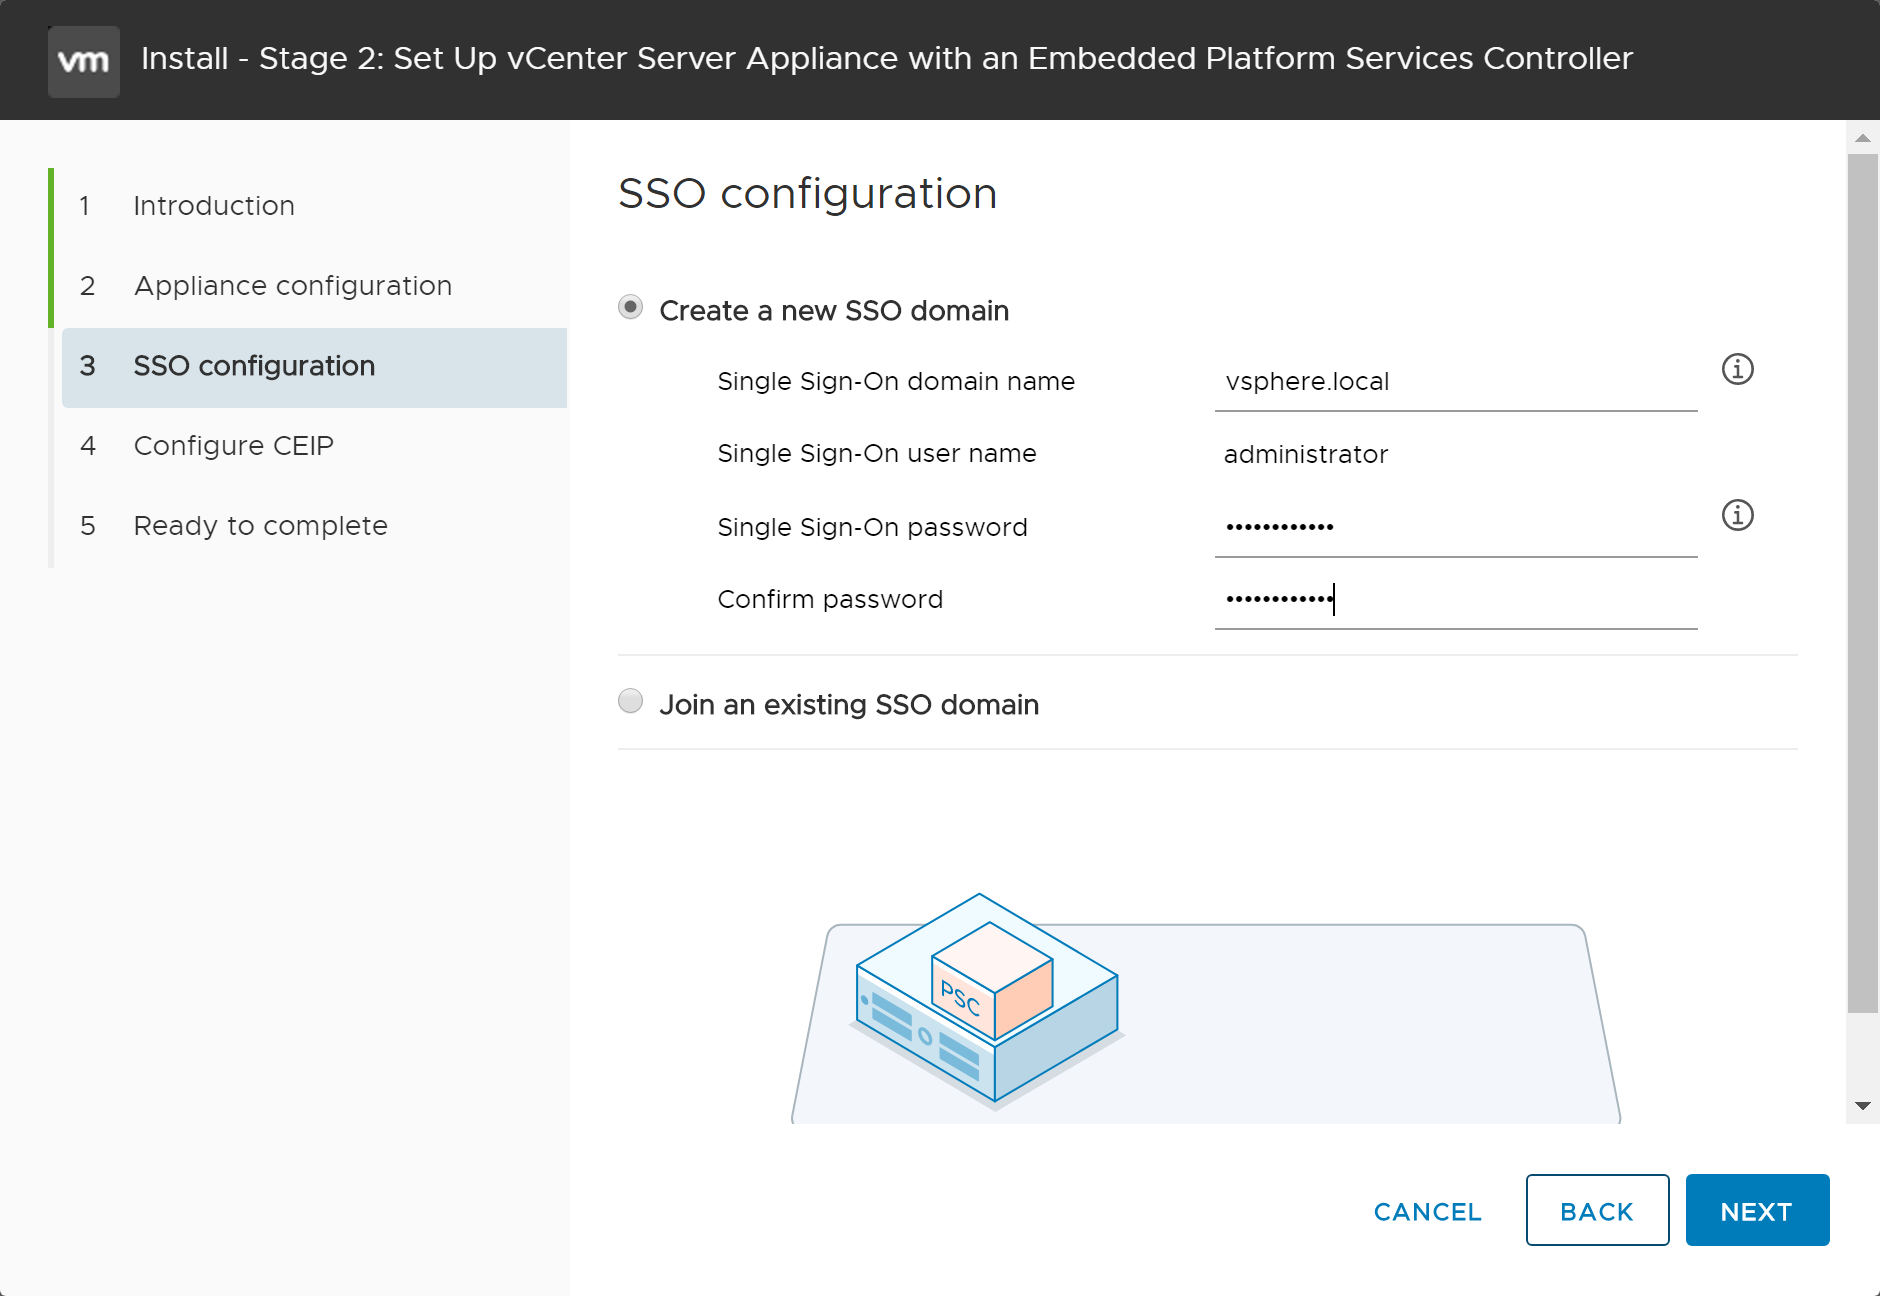 vm
Install - Stage 2: Set Up vCenter Server Appliance with an Embedded Platform Services Controller
1 Introduction
2 Appliance configuration
3 SSO configuration
4 Configure CEIP
5 Ready to complete
SSO configuration
Create a new SSO domain
Single Sign-On domain name vsphere.local
Single Sign-On user name administrator
Single Sign-On password ••••••••••••
Confirm password ••••••••••••
Join an existing SSO domain
PSC
CANCEL BACK NEXT